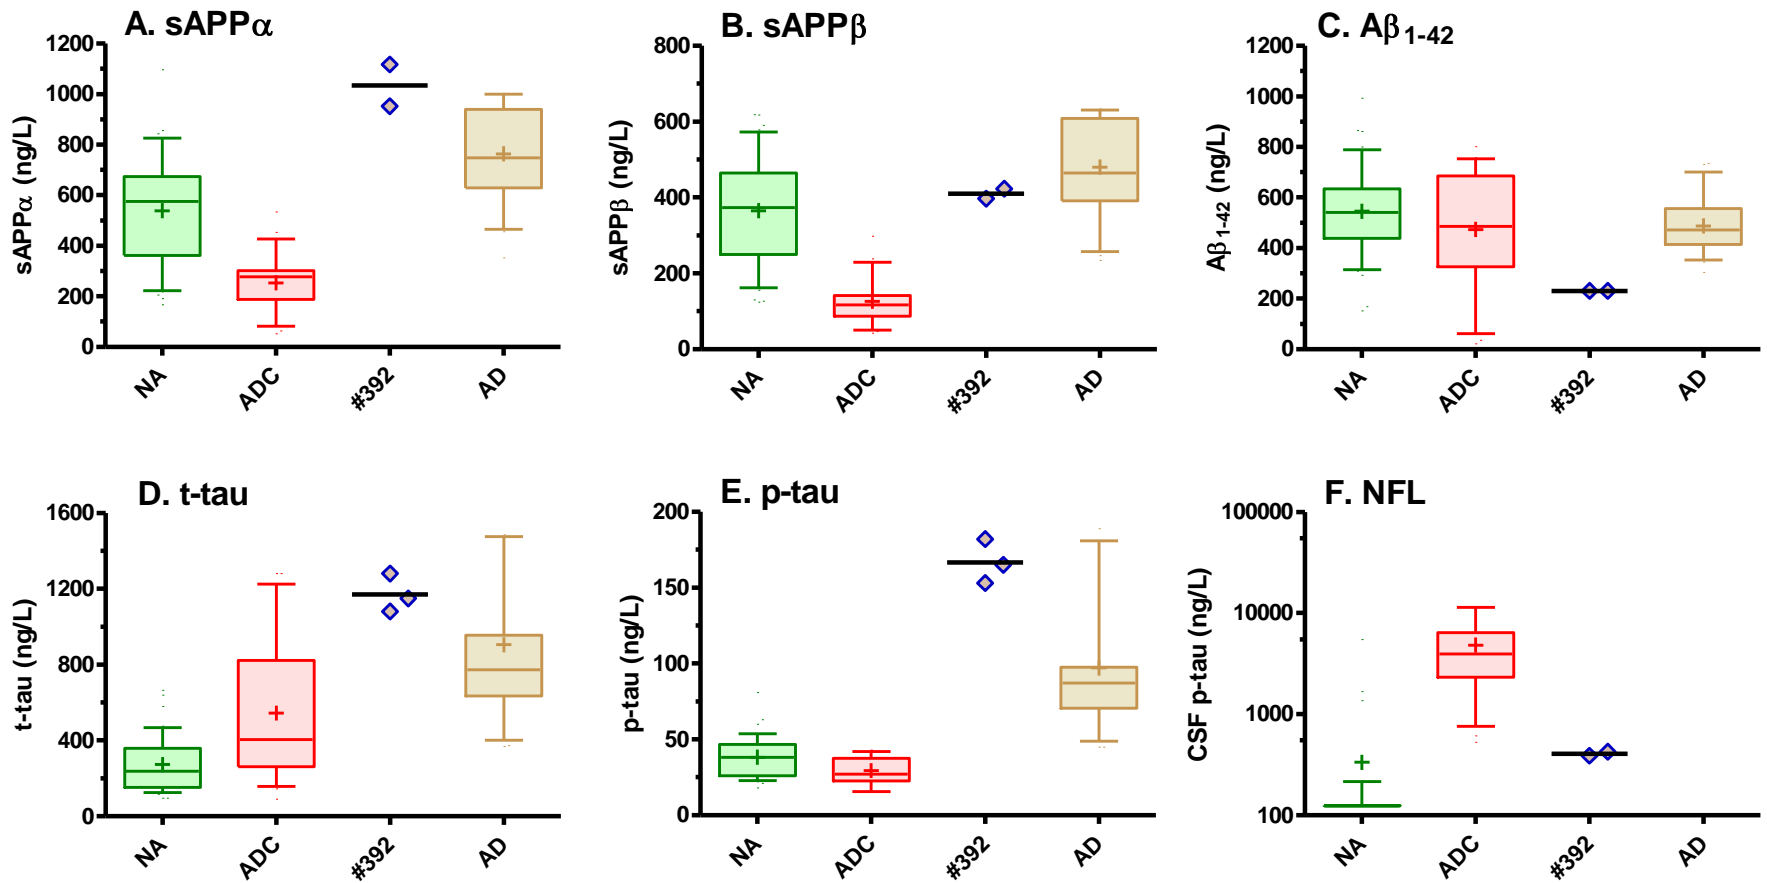 A. sAPPα
sAPPα (ng/L)
1200
1000
800
600
400
200
0
NA
ADC
#392
AD
B. sAPPβ
sAPPβ (ng/L)
800
600
400
200
0
NA
ADC
#392
AD
C. Aβ1-42
Aβ1-42 (ng/L)
1200
1000
800
600
400
200
0
NA
ADC
#392
AD
D. t-tau
t-tau (ng/L)
1600
1200
800
400
0
NA
ADC
#392
AD
E. p-tau
p-tau (ng/L)
200
150
100
50
0
NA
ADC
#392
AD
F. NFL
CSF p-tau (ng/L)
100000
10000
1000
100
NA
ADC
#392
AD